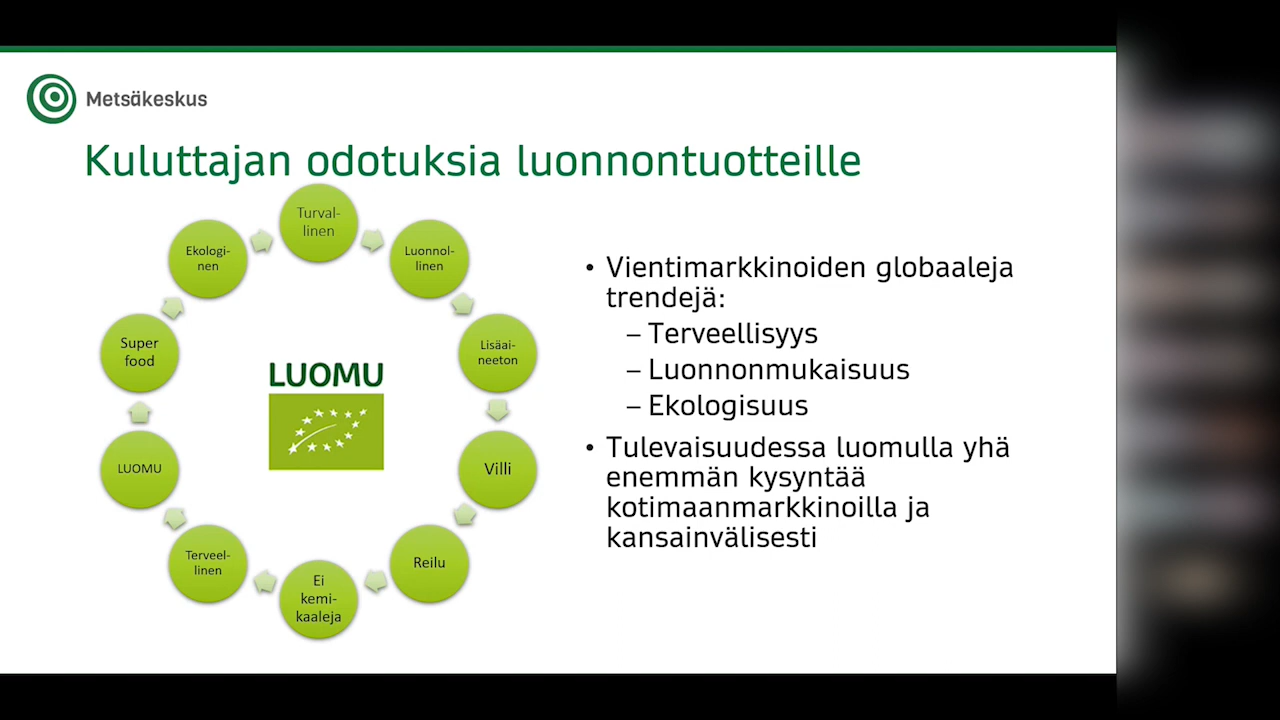 Metsäkeskus
Kuluttajan odotuksia luonnontuotteille
Turval-
linen
Luonnol-
linen
Lisäai-
neeton
Villi
Reilu
Ei
kemi-
kaaleja
Terveel-
linen
LUOMU
Super
food
Ekologi-
nen
LUOMU
• Vientimarkkinoiden globaaleja
trendejä:
– Terveellisyys
– Luonnonmukaisuus
– Ekologisuus
• Tulevaisuudessa luomulla yhä
enemmän kysyntää
kotimaanmarkkinoilla ja
kansainvälisesti